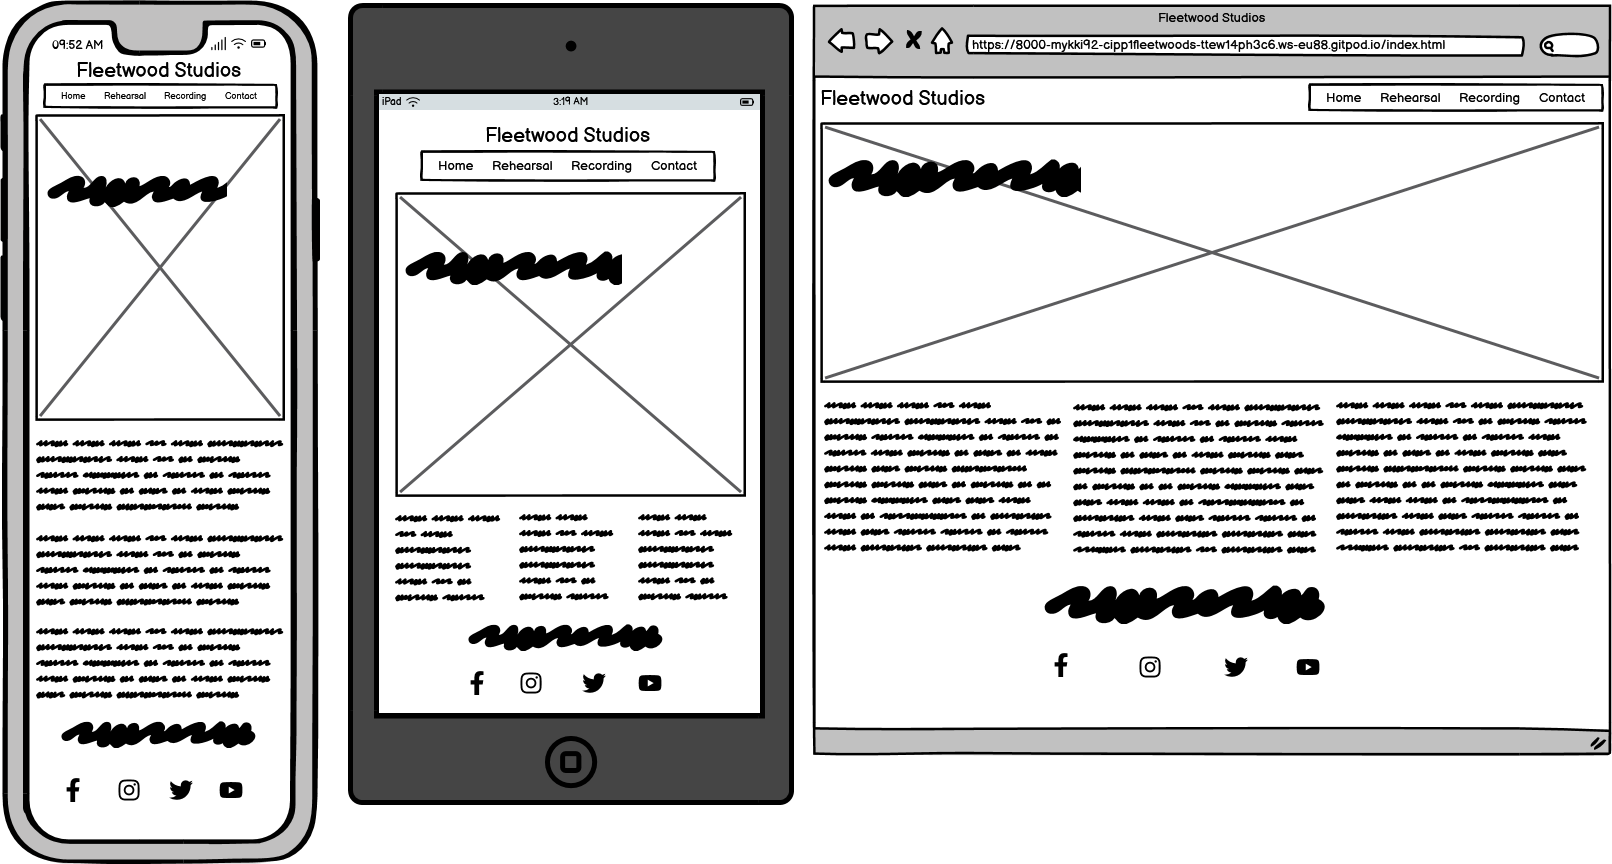 09:52 AM
Fleetwood Studios
Home Rehearsal Recording Contact
iPad 3:19 AM
Fleetwood Studios
Home Rehearsal Recording Contact
Fleetwood Studios
https://8000-mykki92-cipp1fleetwoods-ttew14ph3c6.ws-eu88.gitpod.io/index.html
Fleetwood Studios
Home Rehearsal Recording Contact